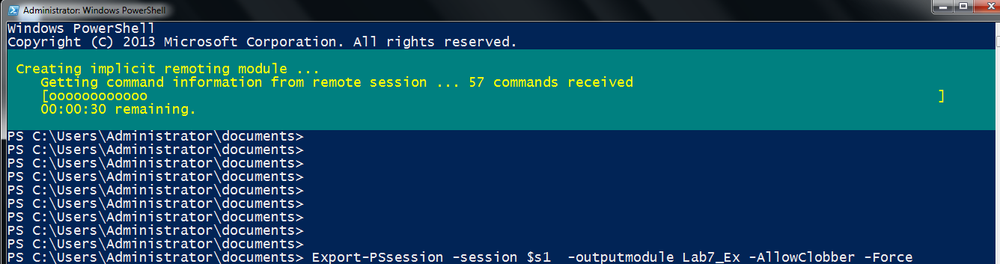 Administrator: Windows PowerShell
Windows PowerShell
Copyright (C) 2013 Microsoft Corporation. All rights reserved.
Creating implicit remoting module ...
Getting command information from remote session ... 57 commands received
[oooooooooooo ]
00:00:30 remaining.
PS C:\Users\Administrator\documents>
PS C:\Users\Administrator\documents>
PS C:\Users\Administrator\documents>
PS C:\Users\Administrator\documents>
PS C:\Users\Administrator\documents>
PS C:\Users\Administrator\documents>
PS C:\Users\Administrator\documents>
PS C:\Users\Administrator\documents>
PS C:\Users\Administrator\documents>
PS C:\Users\Administrator\documents> Export-PSsession -session $s1  -outputmodule Lab7_Ex -AllowClobber -Force